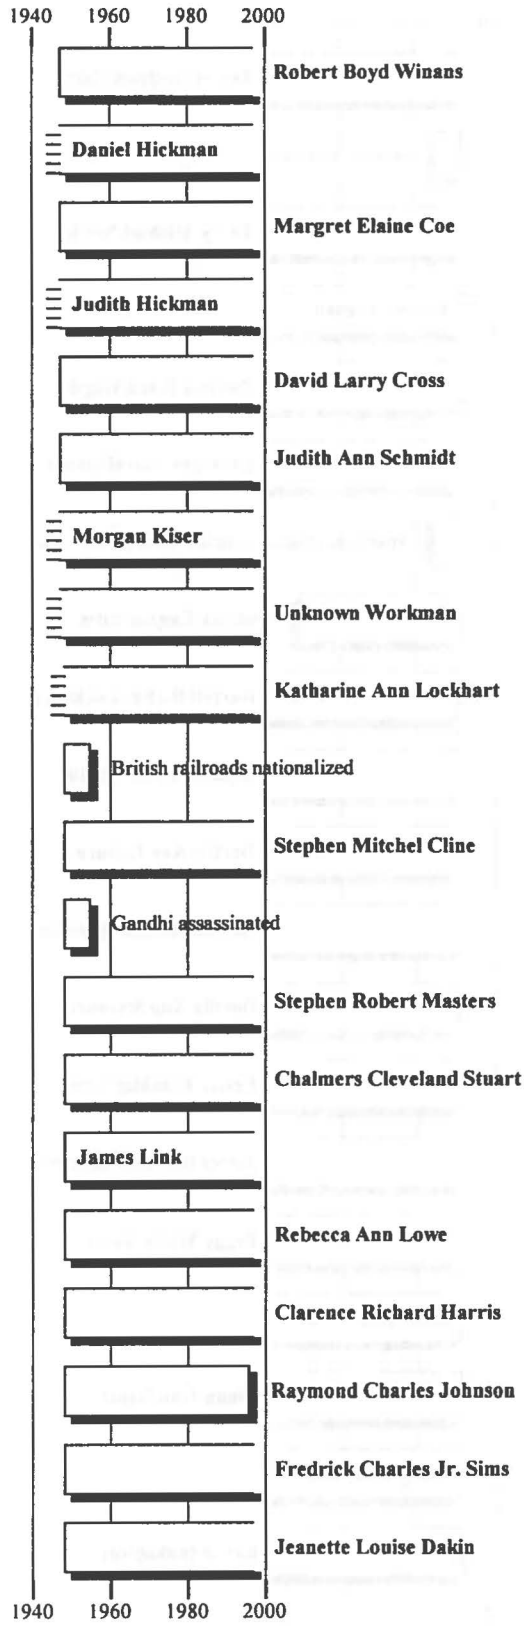 1940 1960 1980 2000
Robert Boyd Winans
Daniel Hickman
Margret Elaine Coe
Judith Hickman
David Larry Cross
Judith Ann Schmidt
Morgan Kiser
Unknown Workman
Katharine Ann Lockhart
British railroads nationalized
Stephen Mitchel Cline
Gandhi assassinated
Stephen Robert Masters
Chalmers Cleveland Stuart
James Link
Rebecca Ann Lowe
Clarence Richard Harris
Raymond Charles Johnson
Fredrick Charles Jr. Sims
Jeanette Louise Dakin
1940 1960 1980 2000